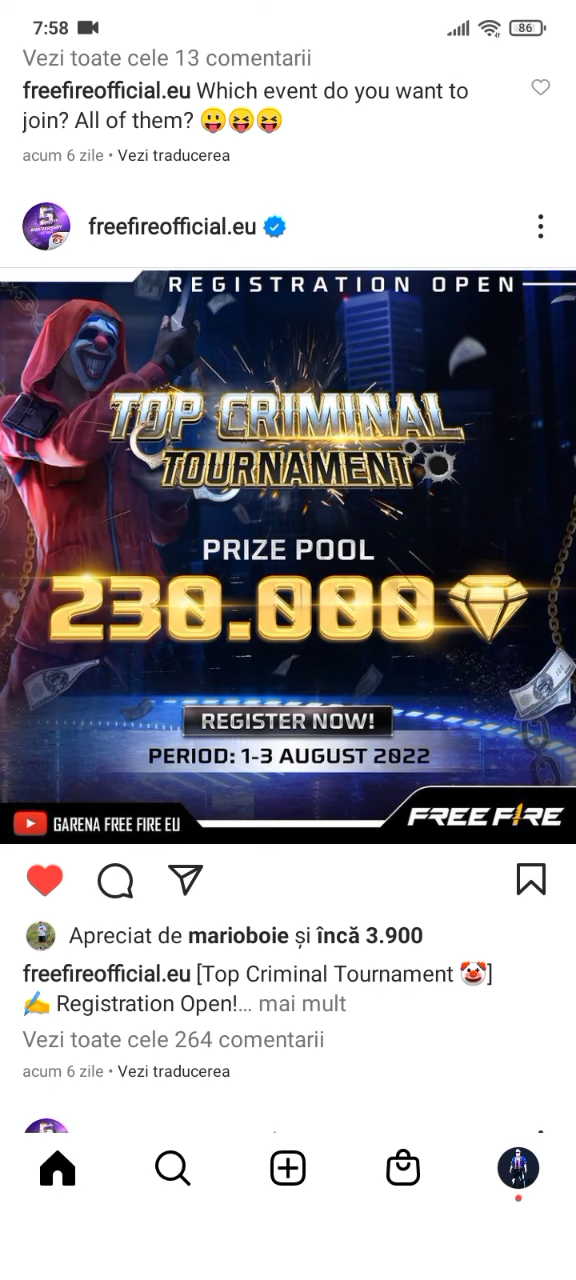 7:58
86
Vezi toate cele 13 comentarii
freefireofficial.eu Which event do you want to
join? All of them? 😛😝😝
acum 6 zile • Vezi traducerea
freefireofficial.eu
REGISTRATION OPEN
TOP CRIMINAL
TOURNAMENT
PRIZE POOL
230.000
REGISTER NOW!
PERIOD: 1-3 AUGUST 2022
GARENA FREE FIRE EU
FREE FIRE
Apreciat de marioboie și încă 3.900
freefireofficial.eu [Top Criminal Tournament 🤡]
✍️ Registration Open!... mai mult
Vezi toate cele 264 comentarii
acum 6 zile • Vezi traducerea